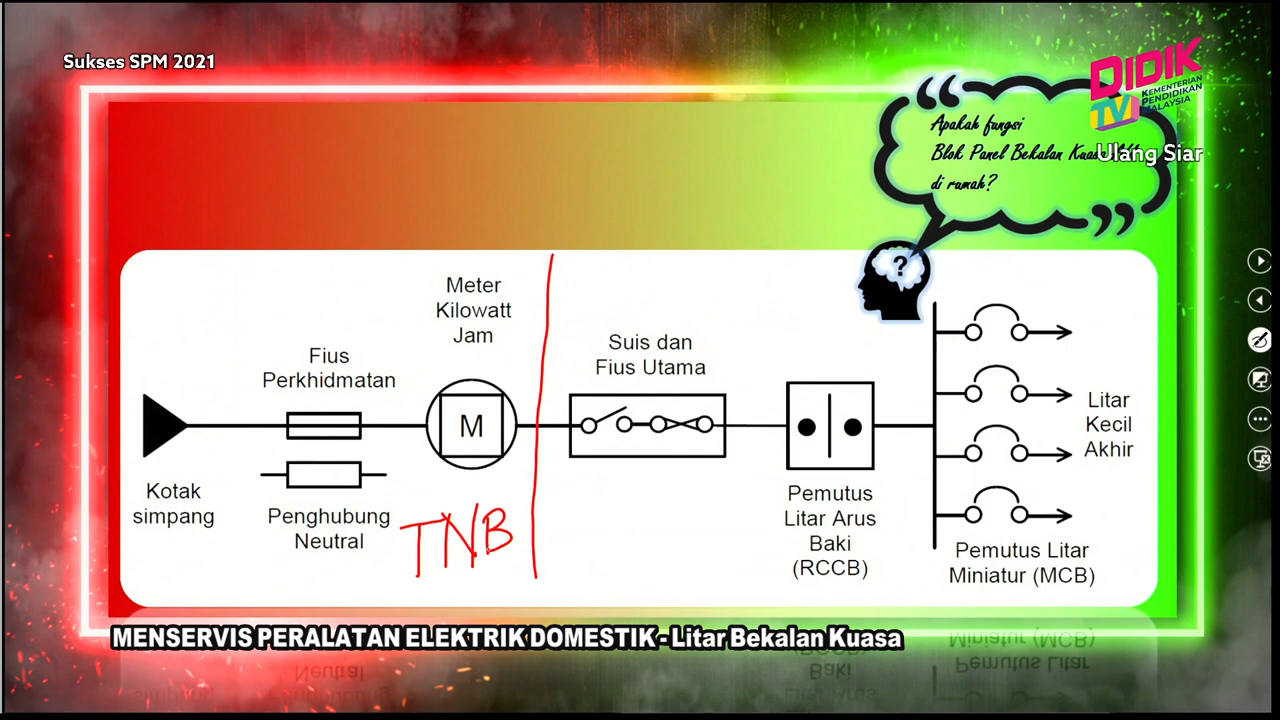 Sukses SPM 2021
DIDIK
TV
KEMENTERIAN
PENDIDIKAN
MALAYSIA
Ulang Siar
Apakah fungsi
Blok Panel Bekalan
di rumah?
?
Meter
Kilowatt
Jam
Suis dan
Fius Utama
Fius
Perkhidmatan
M
Litar
Kecil
Akhir
Kotak
simpang
Penghubung
Neutral
TNB
Pemutus
Litar Arus
Baki
(RCCB)
Pemutus Litar
Miniatur (MCB)
MENSERVIS PERALATAN ELEKTRIK DOMESTIK - Litar Bekalan Kuasa